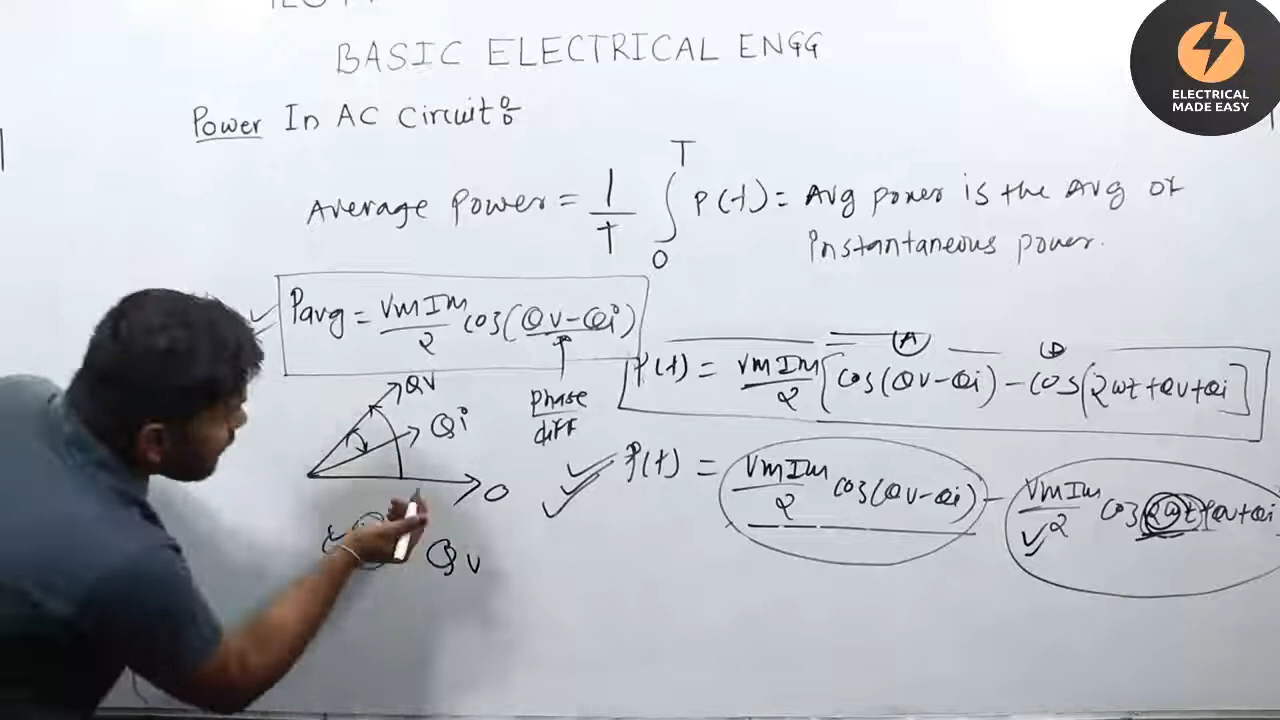 ELECTRICAL
MADE EASY
BASIC ELECTRICAL ENGG
Power In AC Circuit
Average Power = 1/T ∫₀ᵀ P(t) = Avg power is the Avg of
instantaneous power.
Pavg = VmIm/2 cos(θv-θi)
P(t) = VmIm/2 [cos(θv-θi) - cos(2wt+θv+θi]
A
B
phase
diff
θv
θi
0
P(t) = VmIm/2 cos(θv-θi) - VmIm/2 cos(2wt+θv+θi
θv